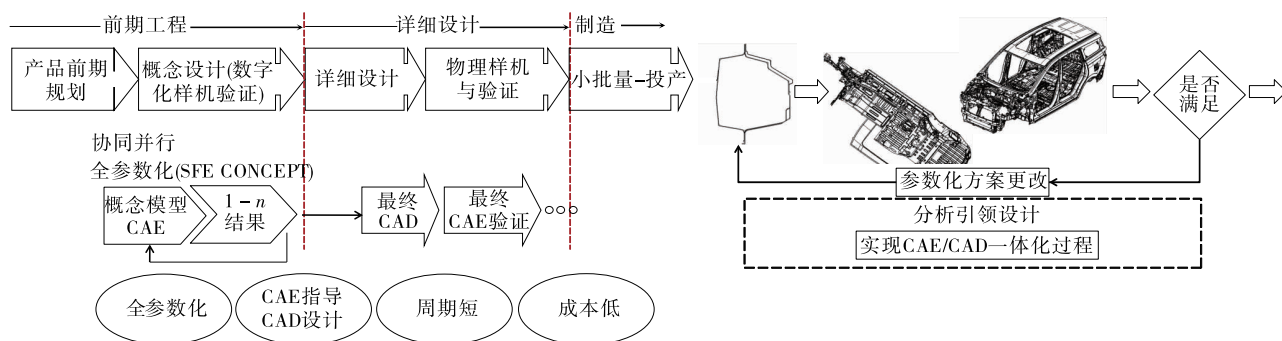 前期工程
详细设计
制造
产品前期
规划
概念设计(数字
化样机验证)
详细设计
物理样机
与验证
小批量-投产
是否
满足
协同并行
全参数化(SFE CONCEPT)
概念模型
CAE
1-n
结果
最终
CAD
最终
CAE验证
参数化方案更改
分析引领设计
实现CAE/CAD一体化过程
全参数化
CAE指导
CAD设计
周期短
成本低